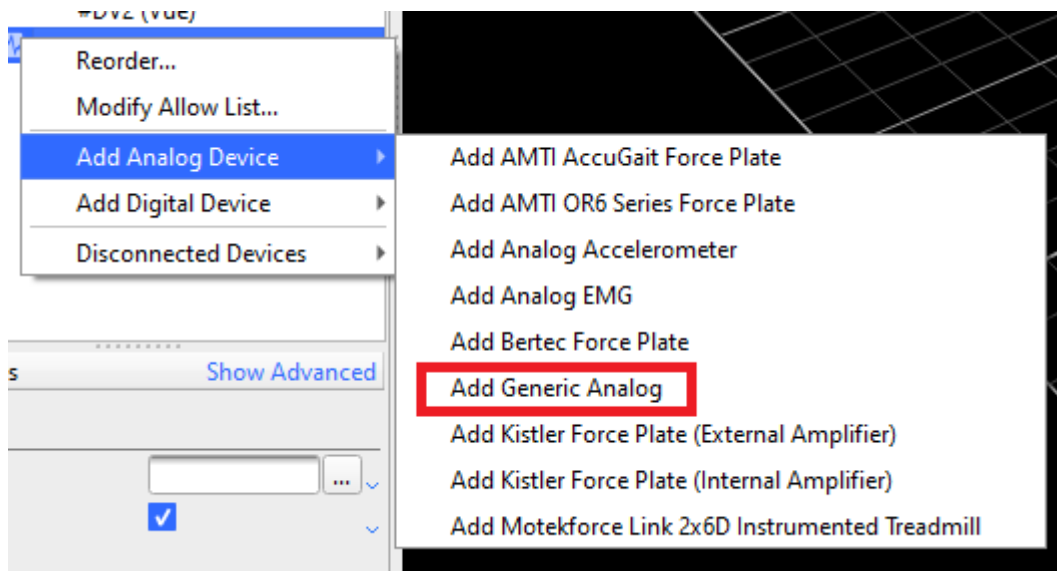 #DV2 (Vue)
Reorder...
Modify Allow List...
Add Analog Device
Add Digital Device
Disconnected Devices
Add AMTI AccuGait Force Plate
Add AMTI OR6 Series Force Plate
Add Analog Accelerometer
Add Analog EMG
Add Bertec Force Plate
Add Generic Analog
Add Kistler Force Plate (External Amplifier)
Add Kistler Force Plate (Internal Amplifier)
Add Motekforce Link 2x6D Instrumented Treadmill
s Show Advanced
...